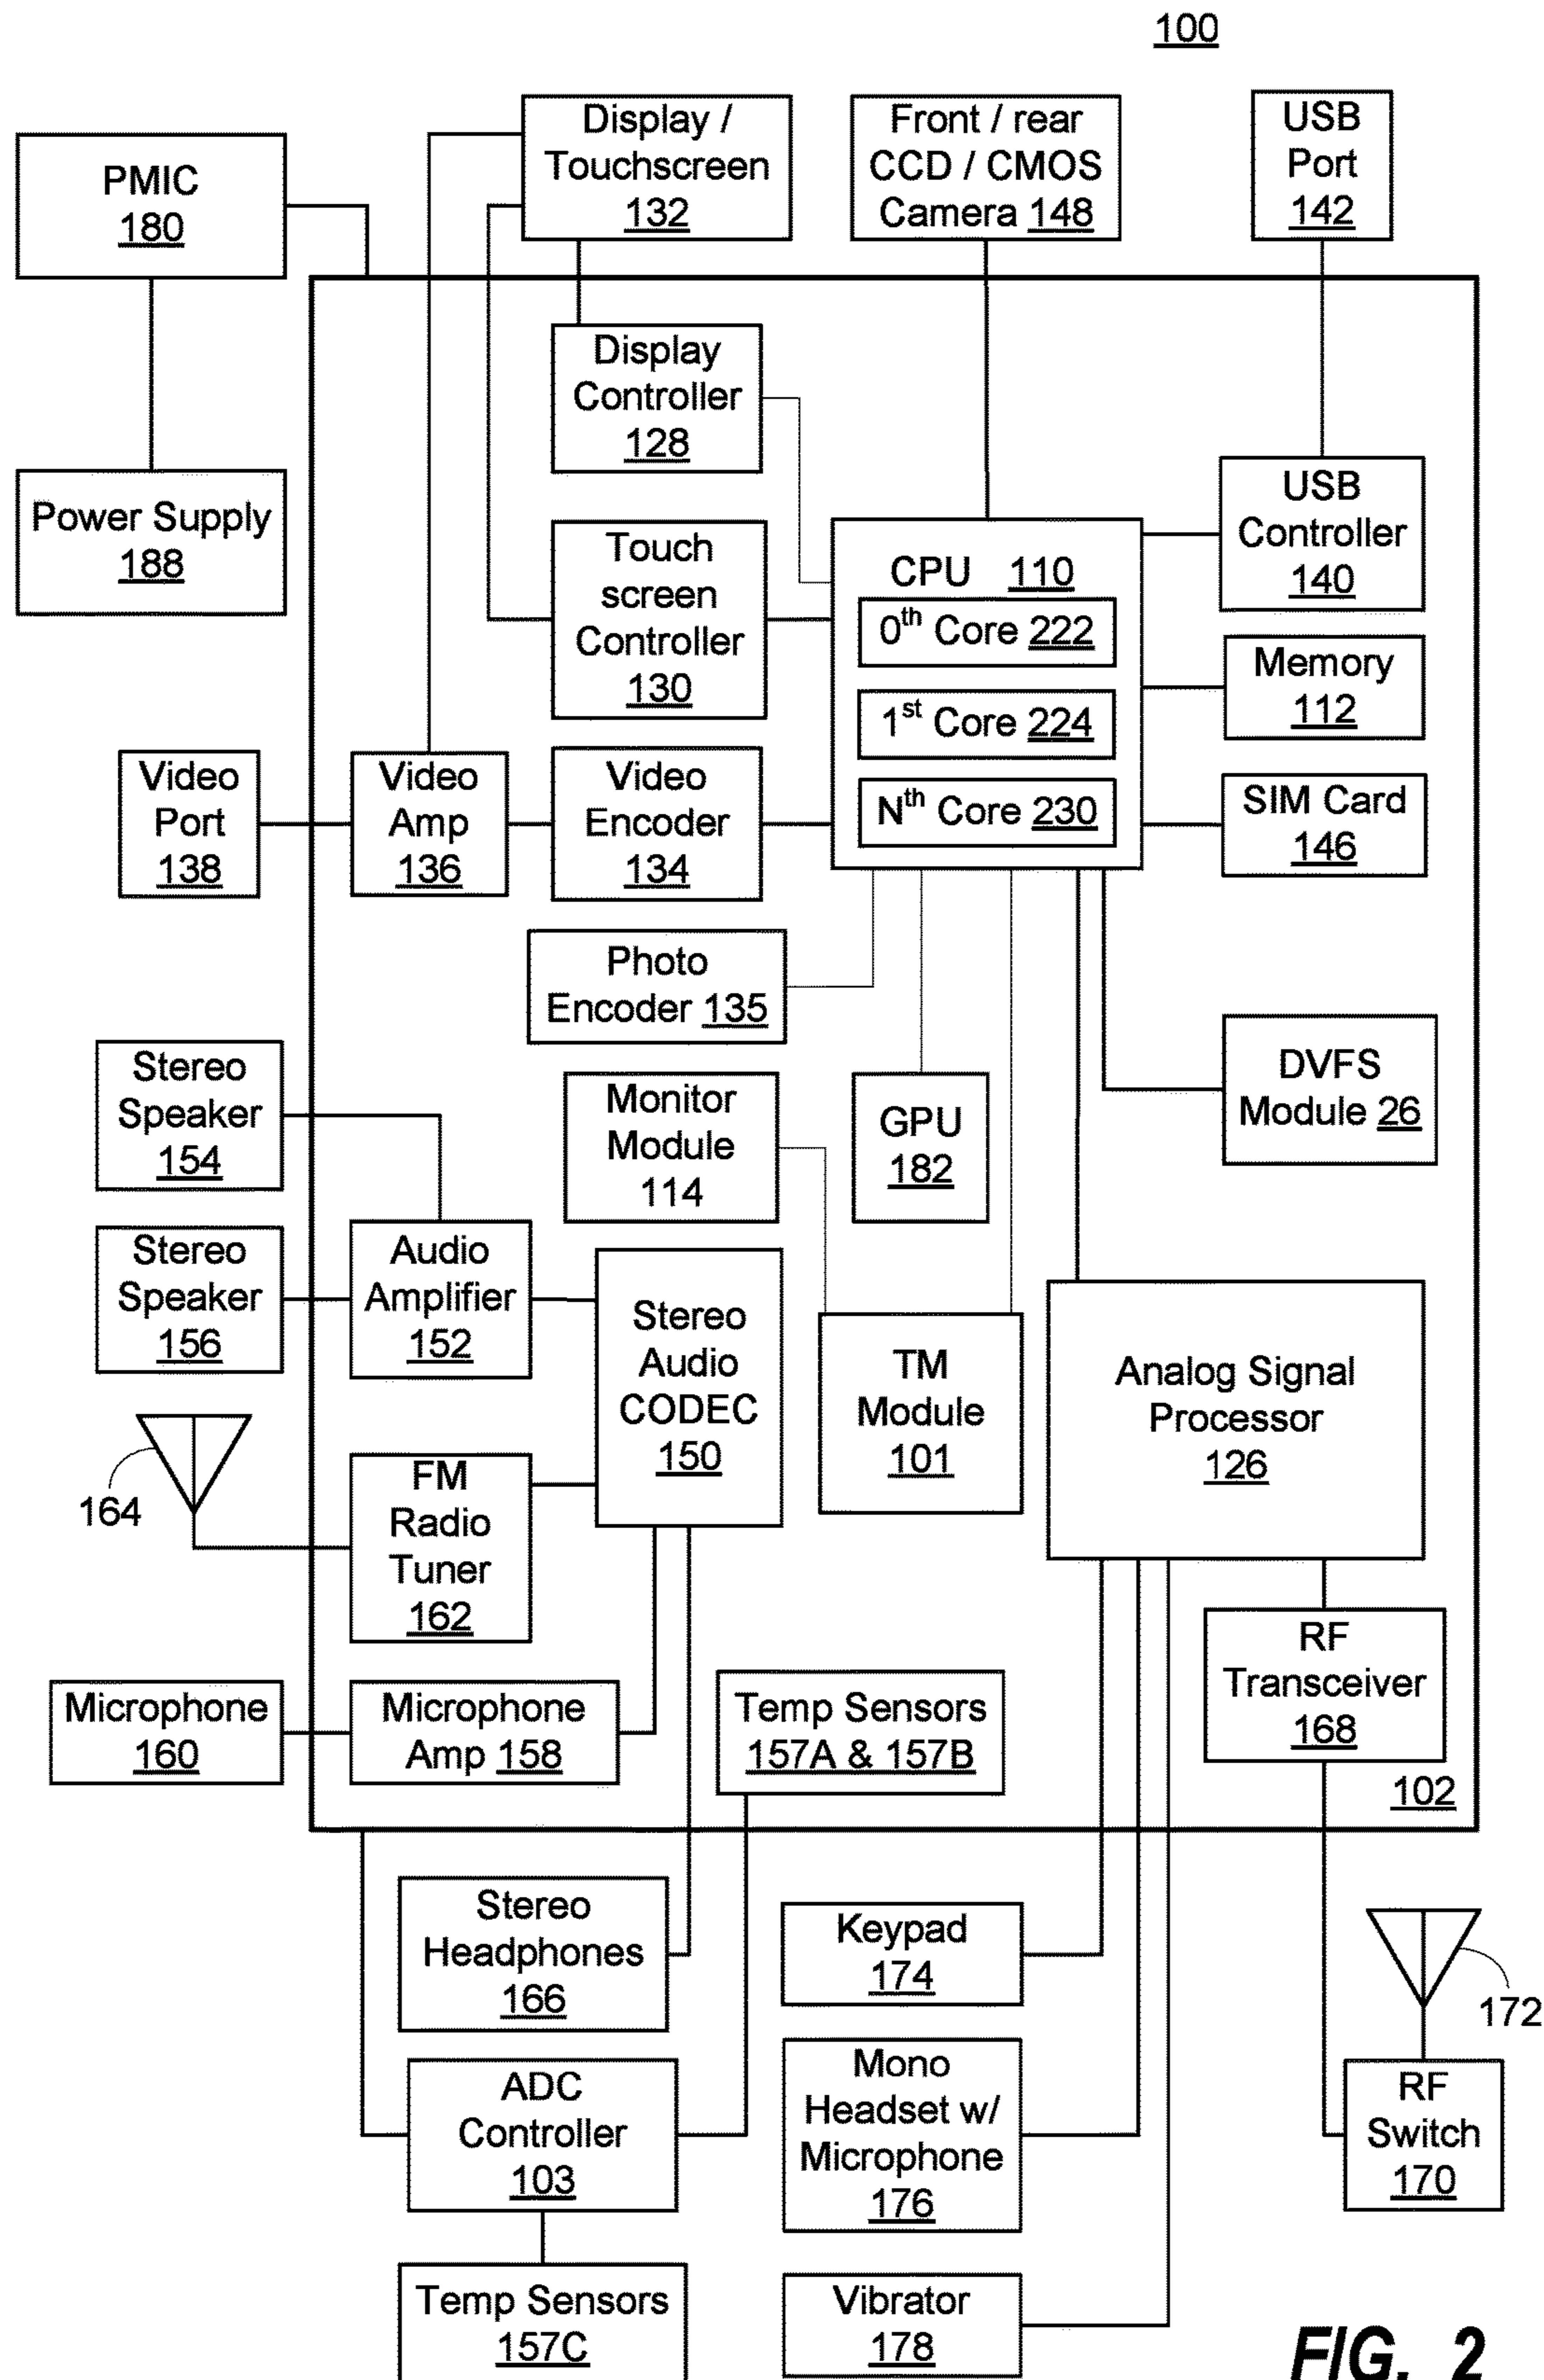 100
PMIC
180
Display /
Touchscreen
132
Front / rear
CCD / CMOS
Camera 148
USB
Port
142
Power Supply
188
Display
Controller
128
Touch
screen
Controller
130
CPU 110
0th Core 222
1st Core 224
Nth Core 230
USB
Controller
140
Memory
112
SIM Card
146
Video
Port
138
Video
Amp
136
Video
Encoder
134
Photo
Encoder 135
Stereo
Speaker
154
Monitor
Module
114
GPU
182
DVFS
Module 26
Stereo
Speaker
156
Audio
Amplifier
152
Stereo
Audio
CODEC
150
TM
Module
101
Analog Signal
Processor
126
164
FM
Radio
Tuner
162
Microphone
160
Microphone
Amp 158
Temp Sensors
157A & 157B
RF
Transceiver
168
102
Stereo
Headphones
166
Keypad
174
172
ADC
Controller
103
Mono
Headset w/
Microphone
176
RF
Switch
170
Temp Sensors
157C
Vibrator
178
FIG. 2